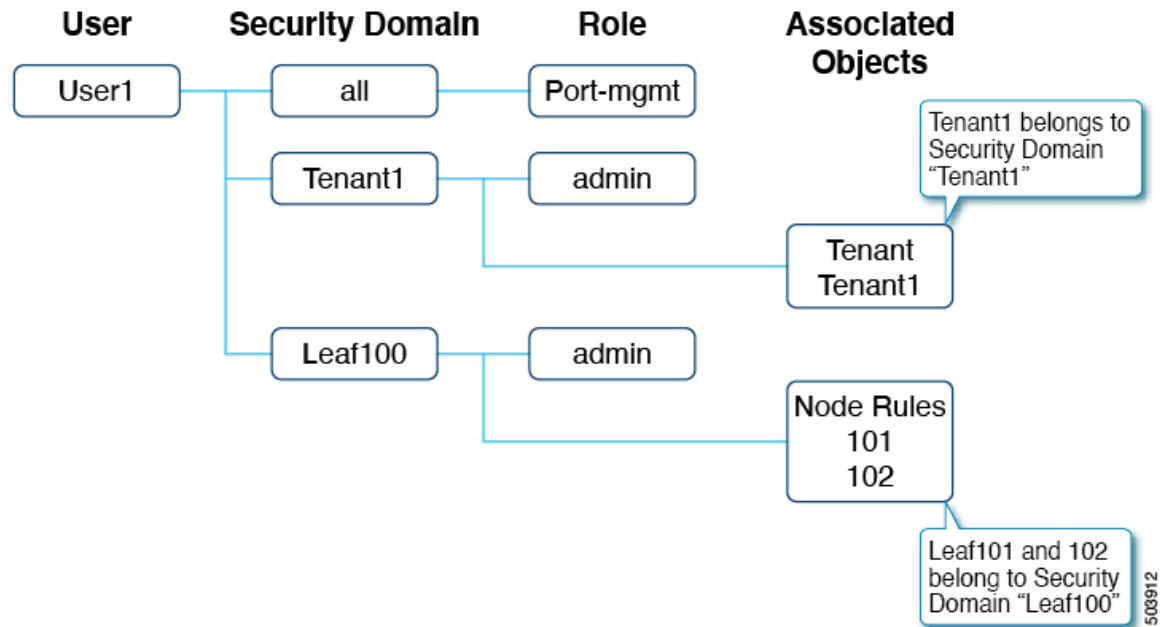 User
Security Domain
Role
Associated
Objects
User1
all
Port-mgmt
Tenant1 belongs to
Security Domain
“Tenant1”
Tenant1
admin
Tenant
Tenant1
Leaf100
admin
Node Rules
101
102
Leaf101 and 102
belong to Security
Domain “Leaf100”
503912